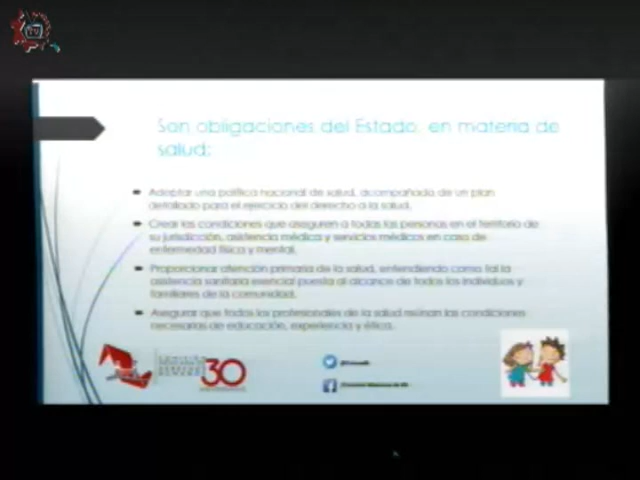 TV
Son obligaciones del Estado, en materia de
salud:
Adoptar una política nacional de salud, acompañada de un plan
detallado para el ejercicio del derecho a la salud.
Crear las condiciones que aseguren a todas las personas en el territorio de
su jurisdicción, asistencia médica y servicios médicos en caso de
enfermedad física y mental.
Proporcionar atención primaria de la salud, entendiendo como tal la
asistencia sanitaria esencial puesta al alcance de todos los individuos y
familiares de la comunidad.
Asegurar que todos los profesionales de la salud reúnan las condiciones
necesarias de educación, experiencia y ética.
30